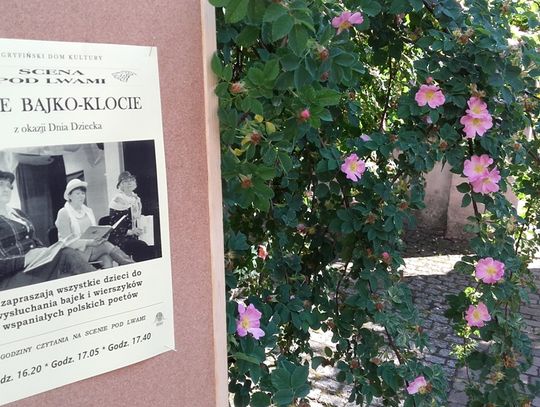 GRYFIŃSKI DOM KULTURY
SCENA
POD LWAMI
E BAJKO-KLOCIE
z okazji Dnia Dziecka
zapraszają wszystkie dzieci do
wysłuchania bajek i wierszyków
wspaniałych polskich poetów
GODZINY CZYTANIA NA SCENIE POD LWAMI
dz. 16.20 * Godz. 17.05 * Godz. 17.40